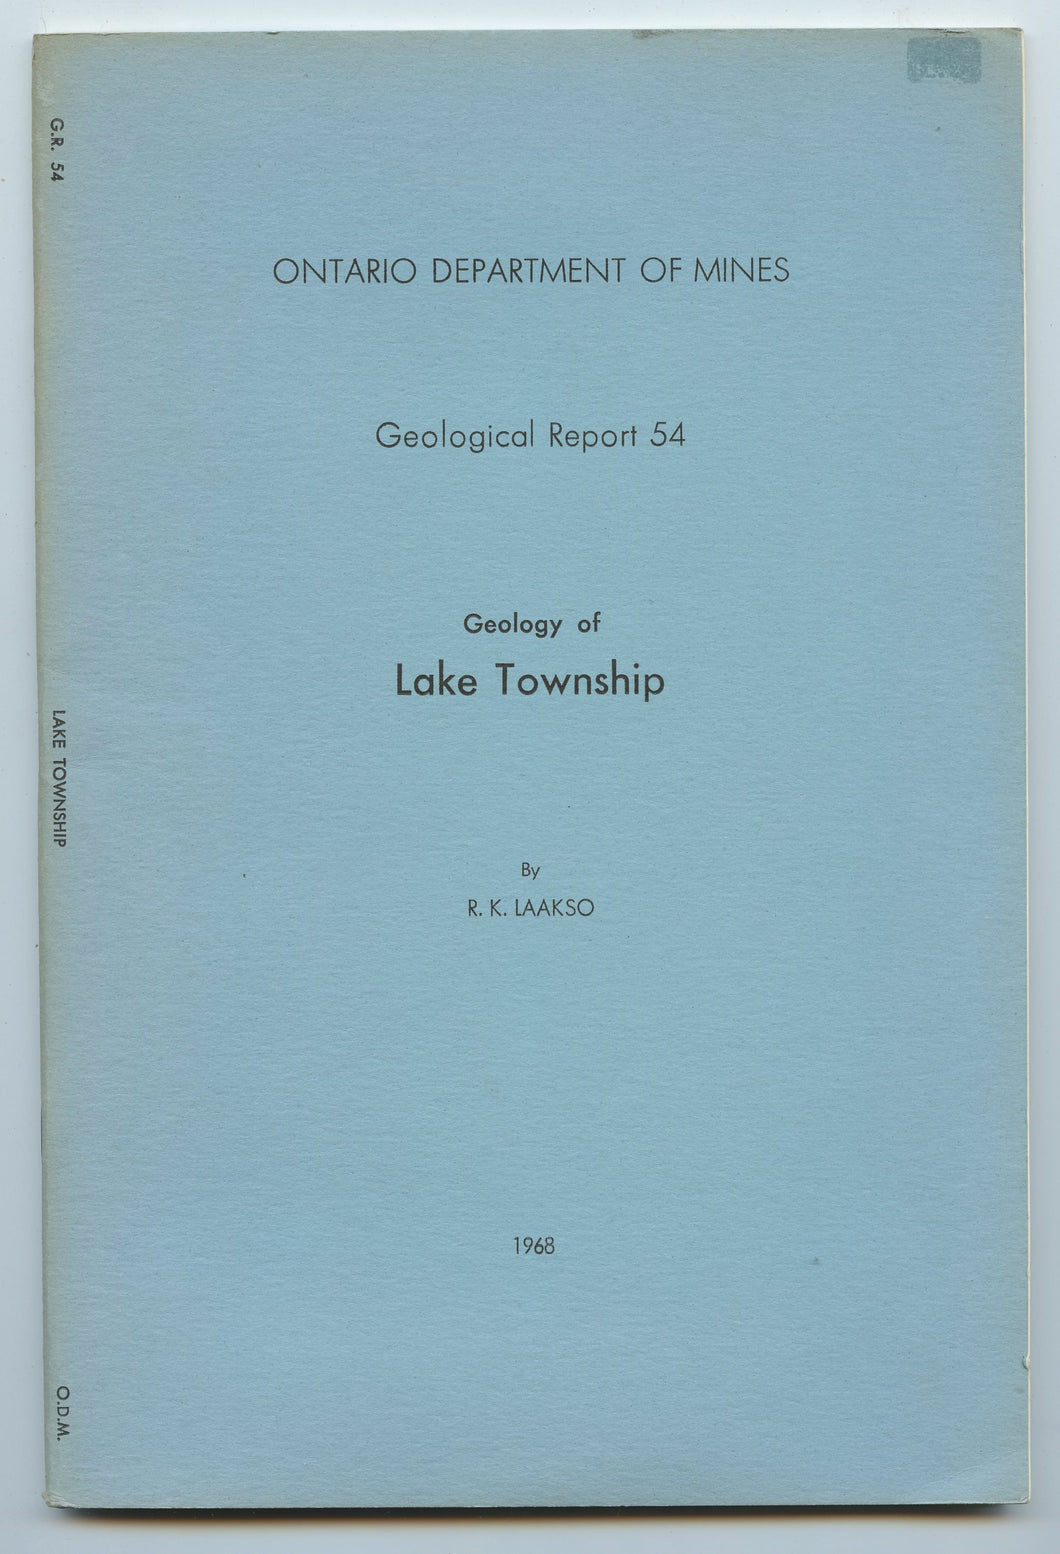 G.R. 54
LAKE TOWNSHIP
O.D.M.
ONTARIO DEPARTMENT OF MINES
Geological Report 54
Geology of
Lake Township
By
R. K. LAAKSO
1968